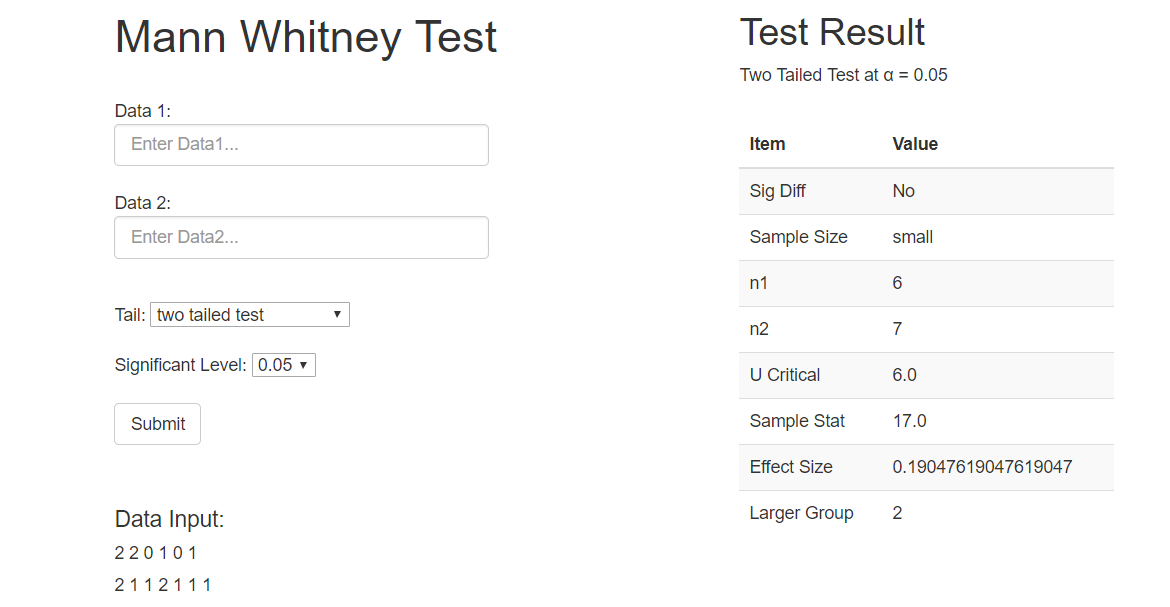 Mann Whitney Test
Data 1:
Enter Data1...
Data 2:
Enter Data2...
Tail: two tailed test
Significant Level: 0.05
Submit
Data Input:
2 2 0 1 0 1
2 1 1 2 1 1 1
Test Result
Two Tailed Test at α = 0.05
Item Value
Sig Diff No
Sample Size small
n1 6
n2 7
U Critical 6.0
Sample Stat 17.0
Effect Size 0.19047619047619047
Larger Group 2